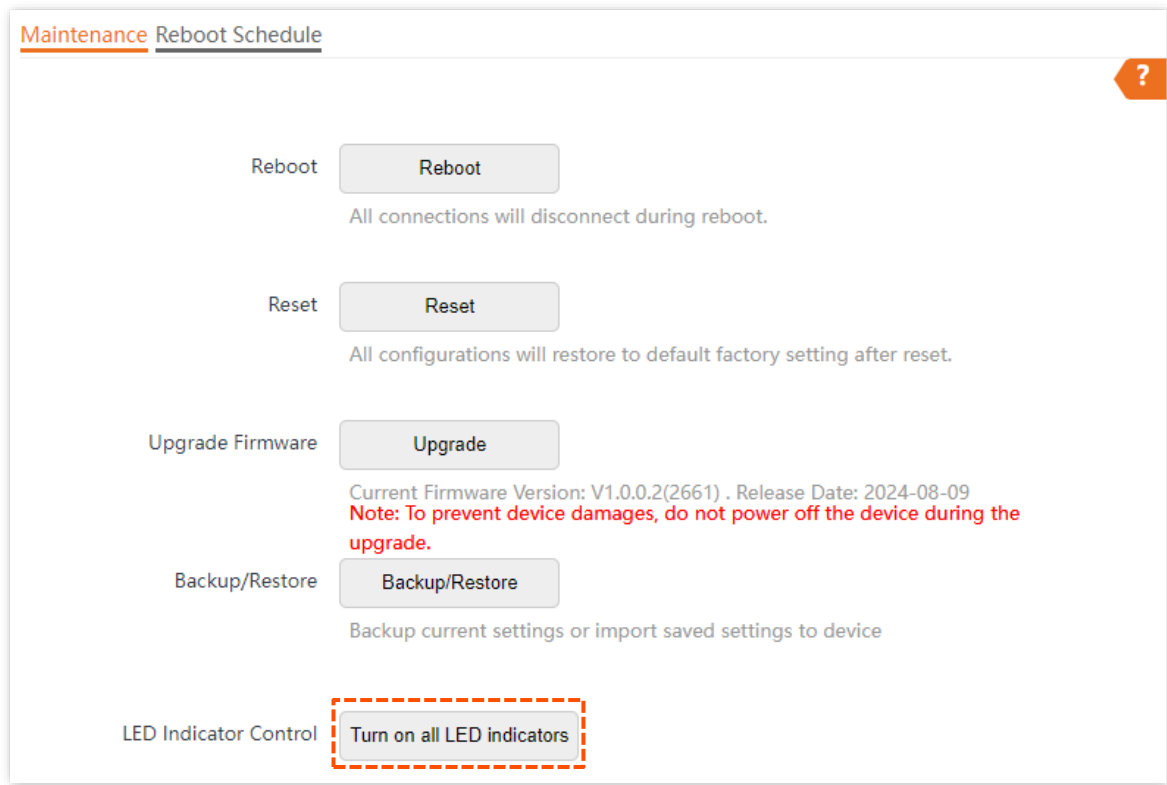 Maintenance Reboot Schedule
?
Reboot Reboot
All connections will disconnect during reboot.
Reset Reset
All configurations will restore to default factory setting after reset.
Upgrade Firmware Upgrade
Current Firmware Version: V1.0.0.2(2661) . Release Date: 2024-08-09
Note: To prevent device damages, do not power off the device during the
upgrade.
Backup/Restore Backup/Restore
Backup current settings or import saved settings to device
LED Indicator Control Turn on all LED indicators